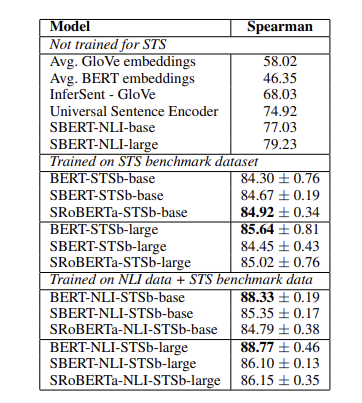 Model Spearman
Not trained for STS
Avg. GloVe embeddings 58.02
Avg. BERT embeddings 46.35
InferSent - GloVe 68.03
Universal Sentence Encoder 74.92
SBERT-NLI-base 77.03
SBERT-NLI-large 79.23
Trained on STS benchmark dataset
BERT-STSb-base 84.30 ± 0.76
SBERT-STSb-base 84.67 ± 0.19
SRoBERTa-STSb-base 84.92 ± 0.34
BERT-STSb-large 85.64 ± 0.81
SBERT-STSb-large 84.45 ± 0.43
SRoBERTa-STSb-large 85.02 ± 0.76
Trained on NLI data + STS benchmark data
BERT-NLI-STSb-base 88.33 ± 0.19
SBERT-NLI-STSb-base 85.35 ± 0.17
SRoBERTa-NLI-STSb-base 84.79 ± 0.38
BERT-NLI-STSb-large 88.77 ± 0.46
SBERT-NLI-STSb-large 86.10 ± 0.13
SRoBERTa-NLI-STSb-large 86.15 ± 0.35